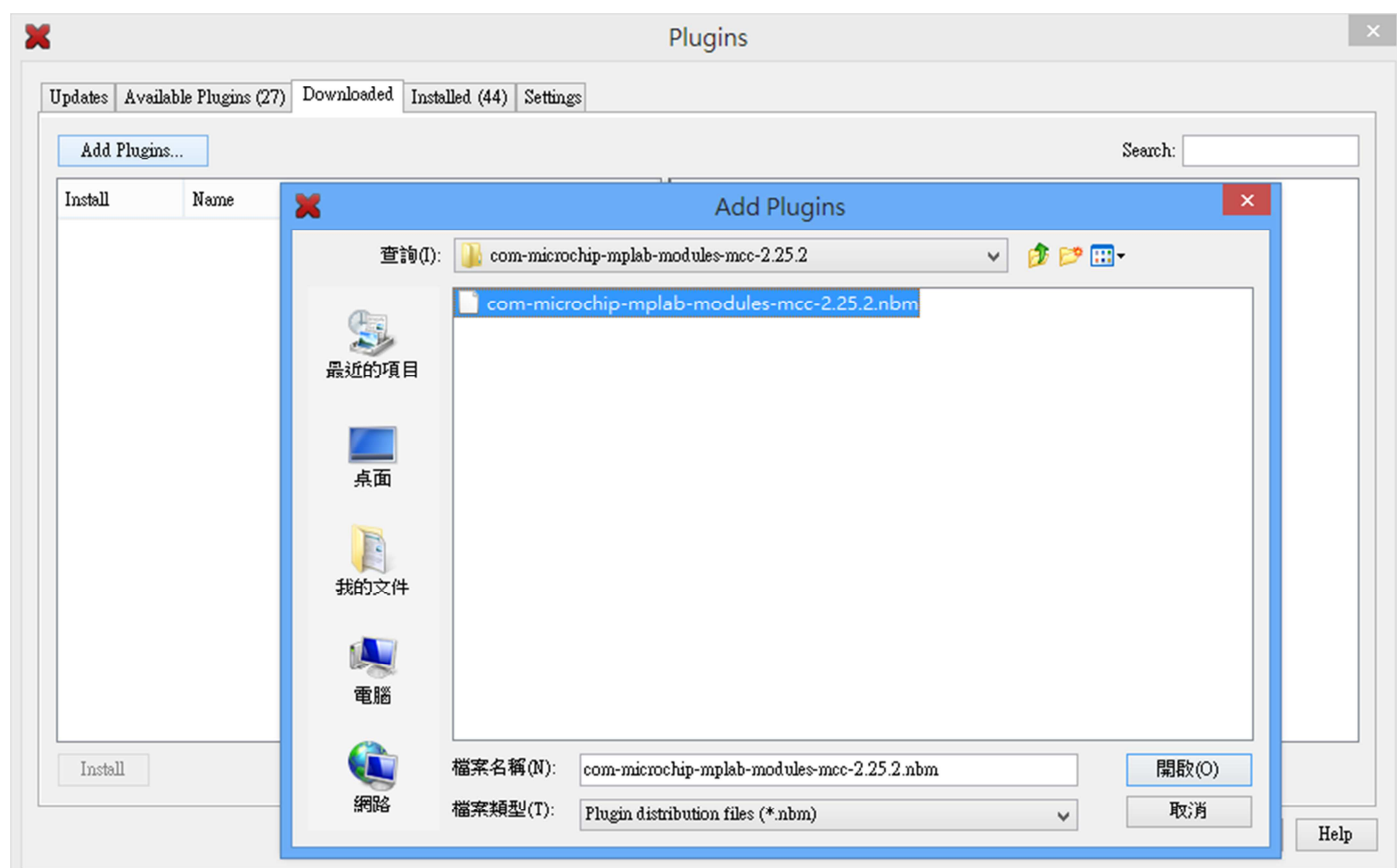 Plugins
Updates Available Plugins (27) Downloaded Installed (44) Settings
Add Plugins... Search:
Install Name
Add Plugins
查詢(I): com-microchip-mplab-modules-mcc-2.25.2
com-microchip-mplab-modules-mcc-2.25.2.nbm
最近的項目
桌面
我的文件
電腦
網路
檔案名稱(N): com-microchip-mplab-modules-mcc-2.25.2.nbm 開啟(O)
檔案類型(T): Plugin distribution files (*.nbm) 取消
Install
Help